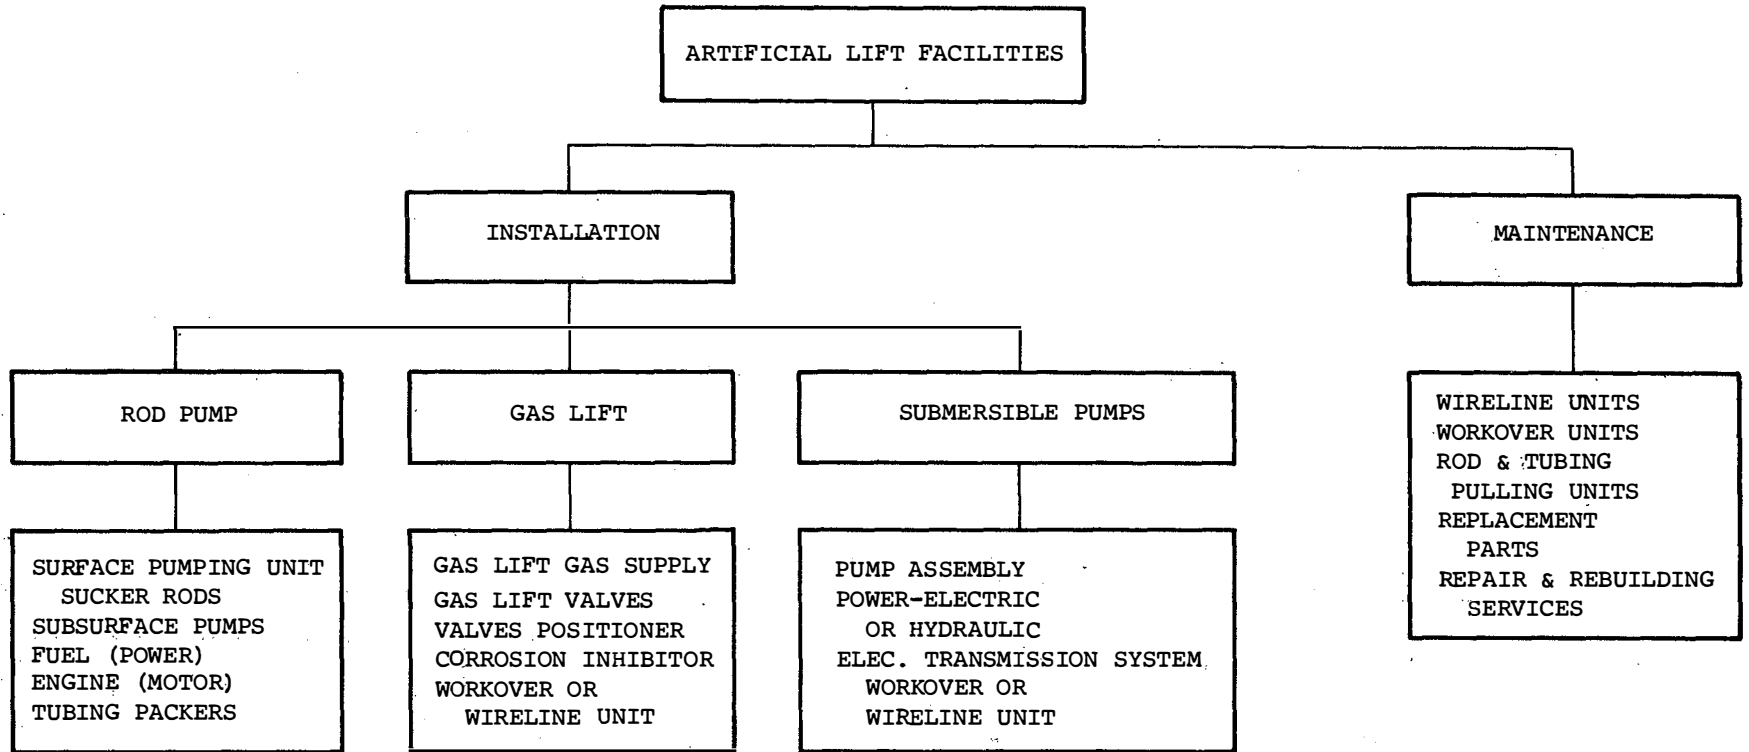 ARTIFICIAL LIFT FACILITIES
INSTALLATION
MAINTENANCE
ROD PUMP
GAS LIFT
SUBMERSIBLE PUMPS
SURFACE PUMPING UNIT
SUCKER RODS
SUBSURFACE PUMPS
FUEL (POWER)
ENGINE (MOTOR)
TUBING PACKERS
GAS LIFT GAS SUPPLY
GAS LIFT VALVES
VALVES POSITIONER
CORROSION INHIBITOR
WORKOVER OR
WIRELINE UNIT
PUMP ASSEMBLY
POWER-ELECTRIC
OR HYDRAULIC
ELEC. TRANSMISSION SYSTEM
WORKOVER OR
WIRELINE UNIT
WIRELINE UNITS
WORKOVER UNITS
ROD & TUBING
PULLING UNITS
REPLACEMENT
PARTS
REPAIR & REBUILDING
SERVICES